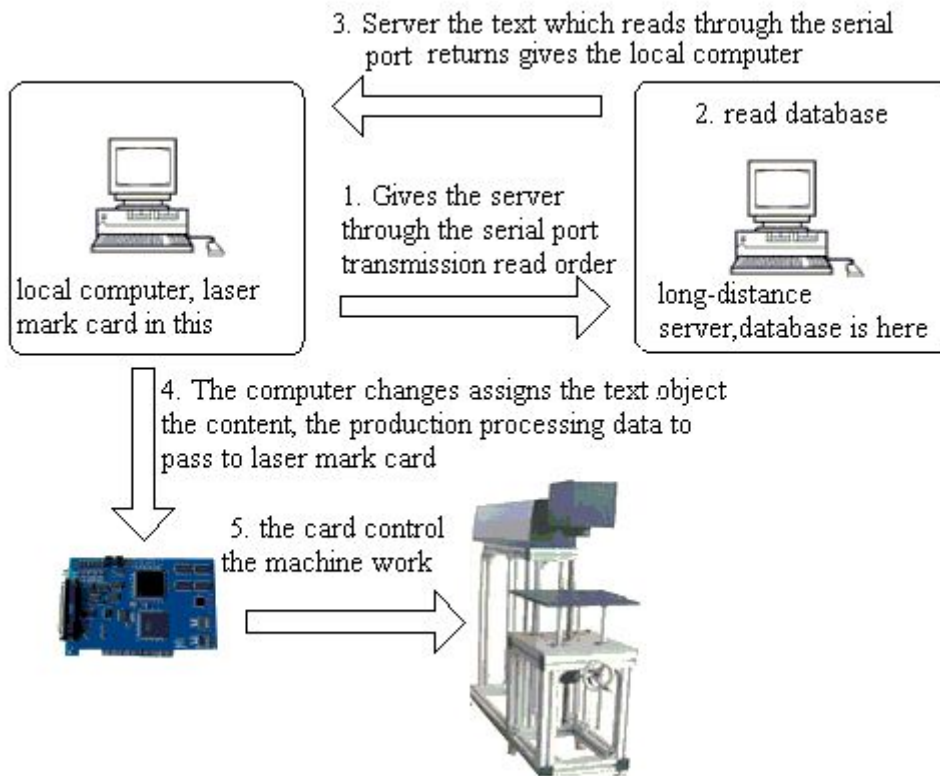 3. Server the text which reads through the serial
port returns gives the local computer
2. read database
1. Gives the server
through the serial port
transmission read order
local computer, laser
mark card in this
long-distance
server,database is here
4. The computer changes assigns the text object
the content, the production processing data to
pass to laser mark card
5. the card control
the machine work